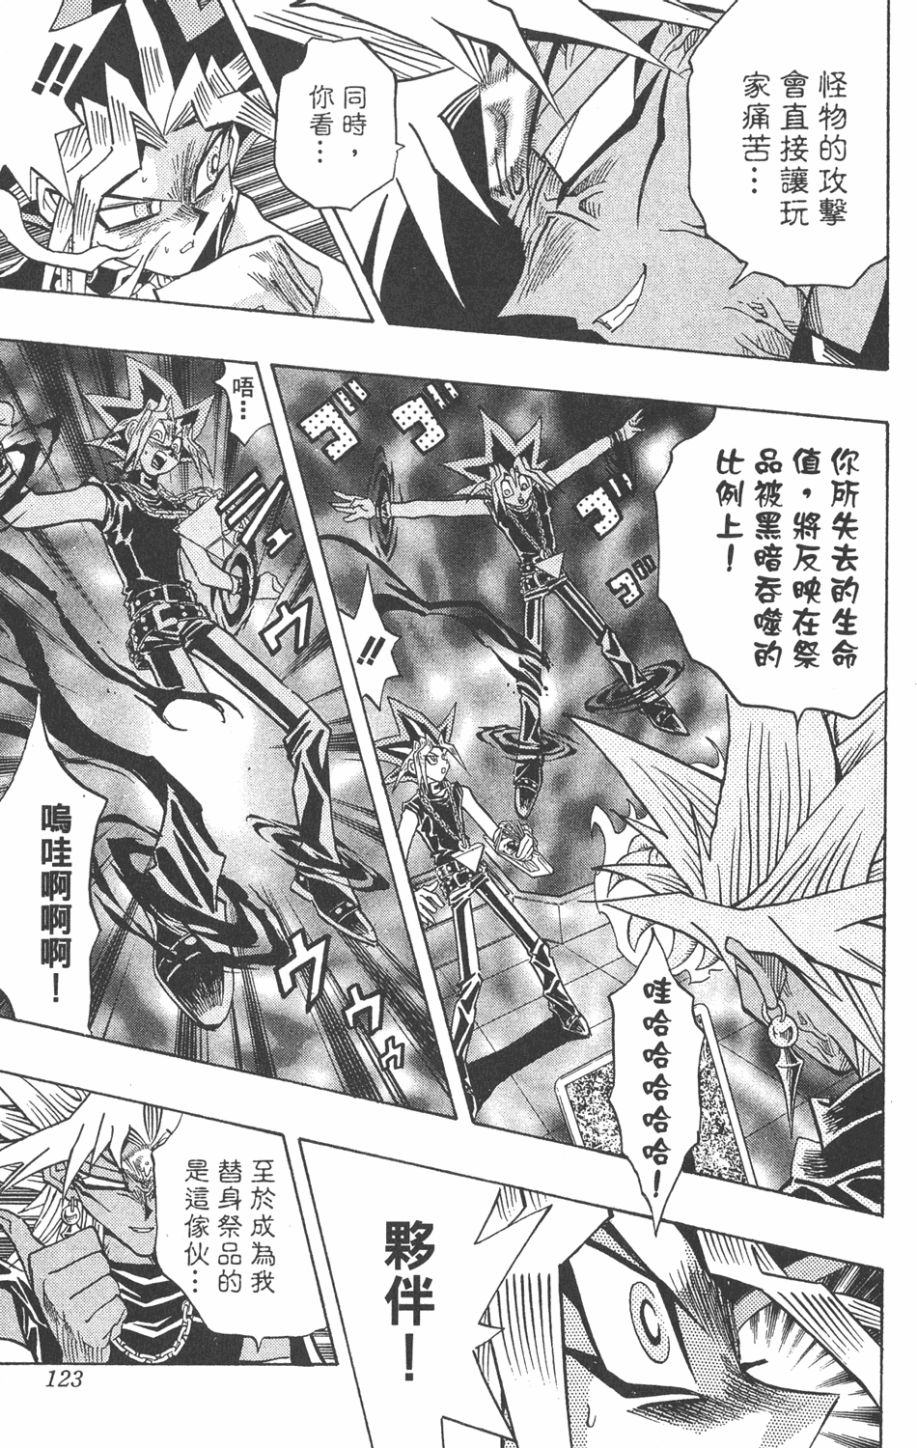 怪物的攻擊
會直接讓玩
家痛苦…
同時，
你看…
!!
你所失去的生命
值，將反映在祭
品被黑暗吞噬的
比例上！
ゴゴゴゴ
!!
哇哈哈哈哈哈！
唔…
ウウウ
嗚哇啊啊啊！
夥伴！
至於成為我
替身祭品的
是這傢伙…
123